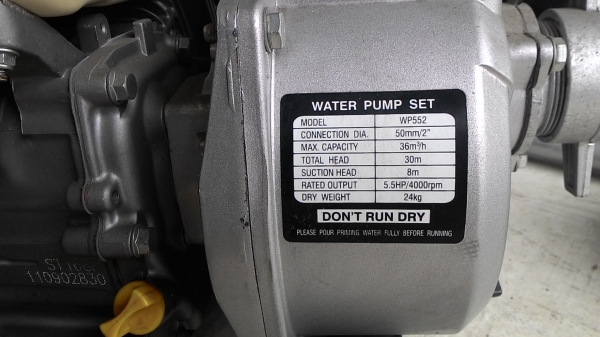 WATER PUMP SET
MODEL WP552
CONNECTION DIA. 50mm/2"
MAX. CAPACITY 36m³/h
TOTAL HEAD 30m
SUCTION HEAD 8m
RATED OUTPUT 5.5HP/4000rpm
DRY WEIGHT 24kg
DON'T RUN DRY
PLEASE POUR PRIMING WATER FULLY BEFORE RUNNING
110902830